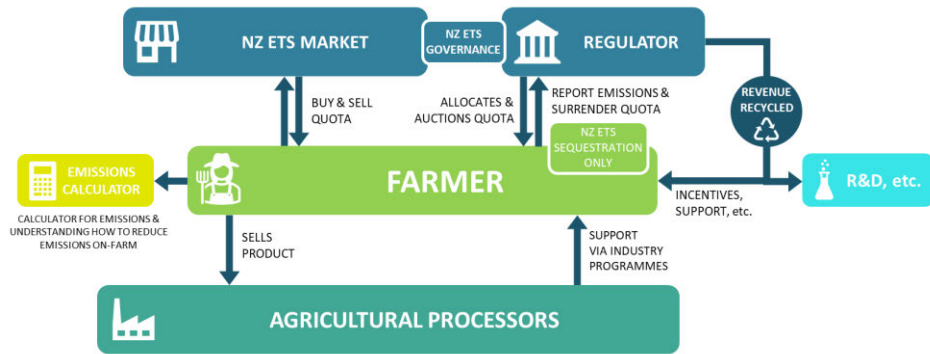 NZ ETS MARKET
NZ ETS
GOVERNANCE
REGULATOR
BUY & SELL
QUOTA
ALLOCATES &
AUCTIONS QUOTA
REPORT EMISSIONS &
SURRENDER QUOTA
REVENUE
RECYCLED
NZ ETS
SEQUESTRATION
ONLY
EMISSIONS
CALCULATOR
FARMER
R&D, etc.
CALCULATOR FOR EMISSIONS &
UNDERSTANDING HOW TO REDUCE
EMISSIONS ON-FARM
INCENTIVES,
SUPPORT, etc.
SELLS
PRODUCT
SUPPORT
VIA INDUSTRY
PROGRAMMES
AGRICULTURAL PROCESSORS